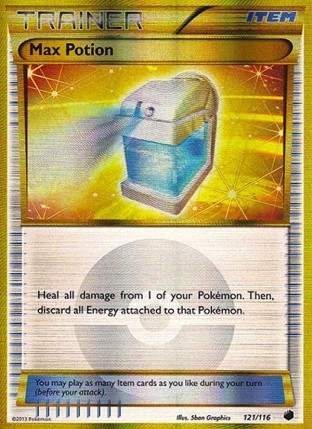 TRAINER ITEM
Max Potion
Heal all damage from 1 of your Pokémon. Then,
discard all Energy attached to that Pokémon.
You may play as many Item cards as you like during your turn
(before your attack).
©2013 Pokémon. Illus. 5ban Graphics 121/116